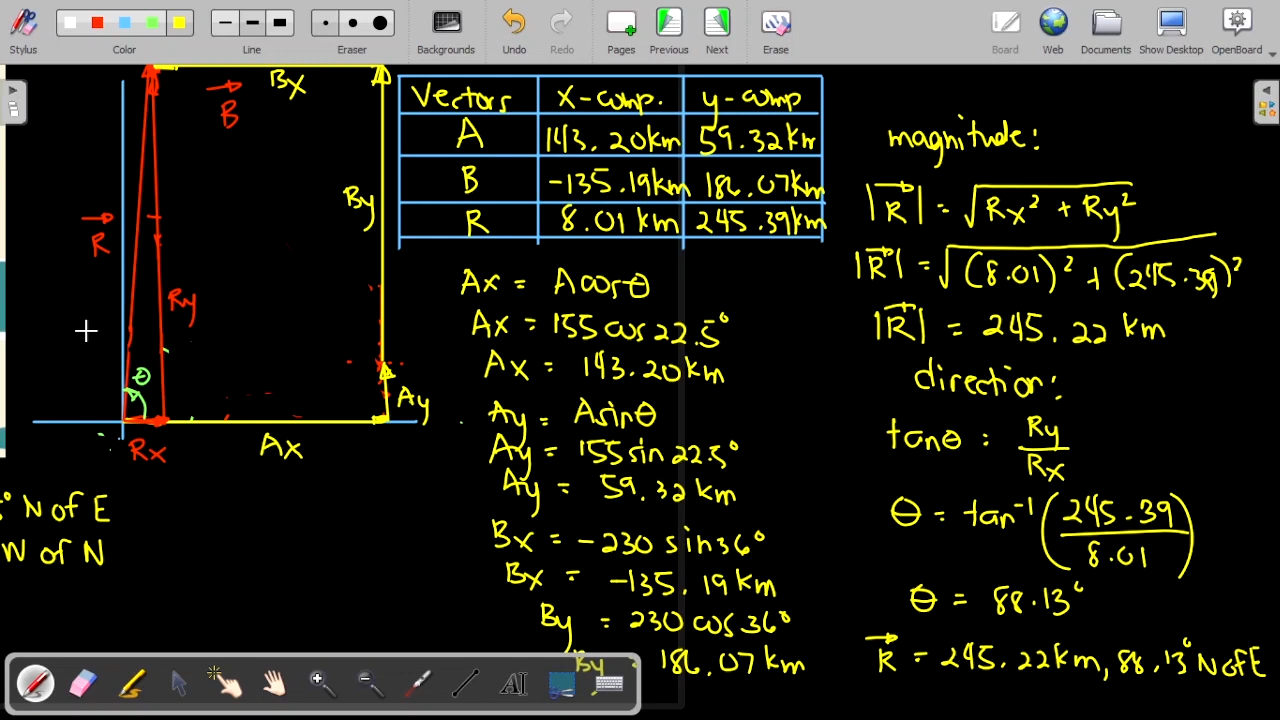 Stylus Color Line Eraser Backgrounds Undo Redo Pages Previous Next Erase Board Web Documents Show Desktop OpenBoard
Bx
B
By
R
Ry
θ
Ay
Rx
Ax
° N of E
W of N
Vectors x-comp. y-comp
A 143.20km 59.32km
B -135.19km 186.07km
R 8.01 km 245.39km
Ax = Acosθ
Ax = 155 cos 22.5°
Ax = 143.20km
Ay = Asinθ
Ay = 155 sin 22.5°
Ay = 59.32 km
Bx = -230 sin 36°
Bx = -135.19 km
By = 230 cos 36°
By = 186.07 km
magnitude:
|R| = √Rx² + Ry²
|R| = √(8.01)² + (245.39)²
|R| = 245.22 km
direction:
tanθ = Ry/Rx
θ = tan⁻¹ (245.39/8.01)
θ = 88.13°
R = 245.22km, 88.13° N of E